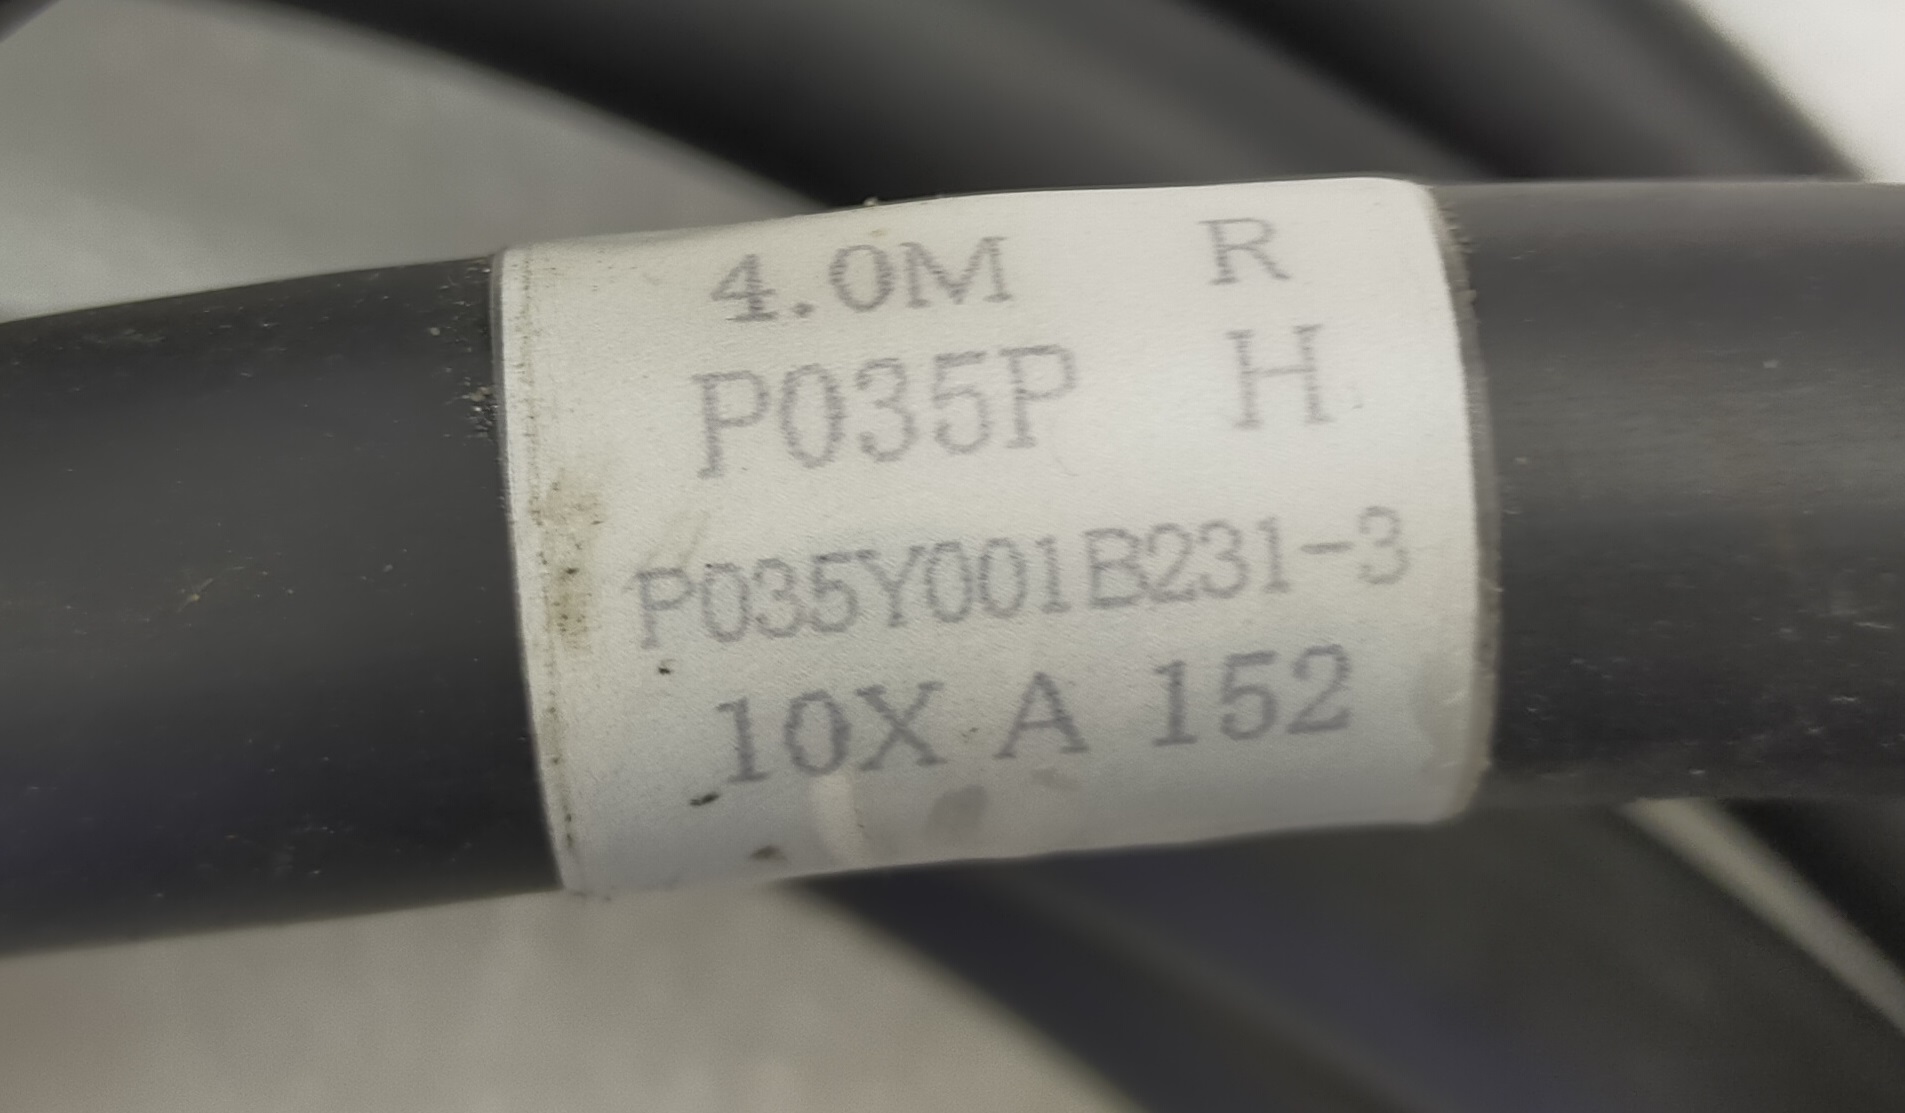 4.0M R
P035P H
P035Y001B231-3
10X A 152